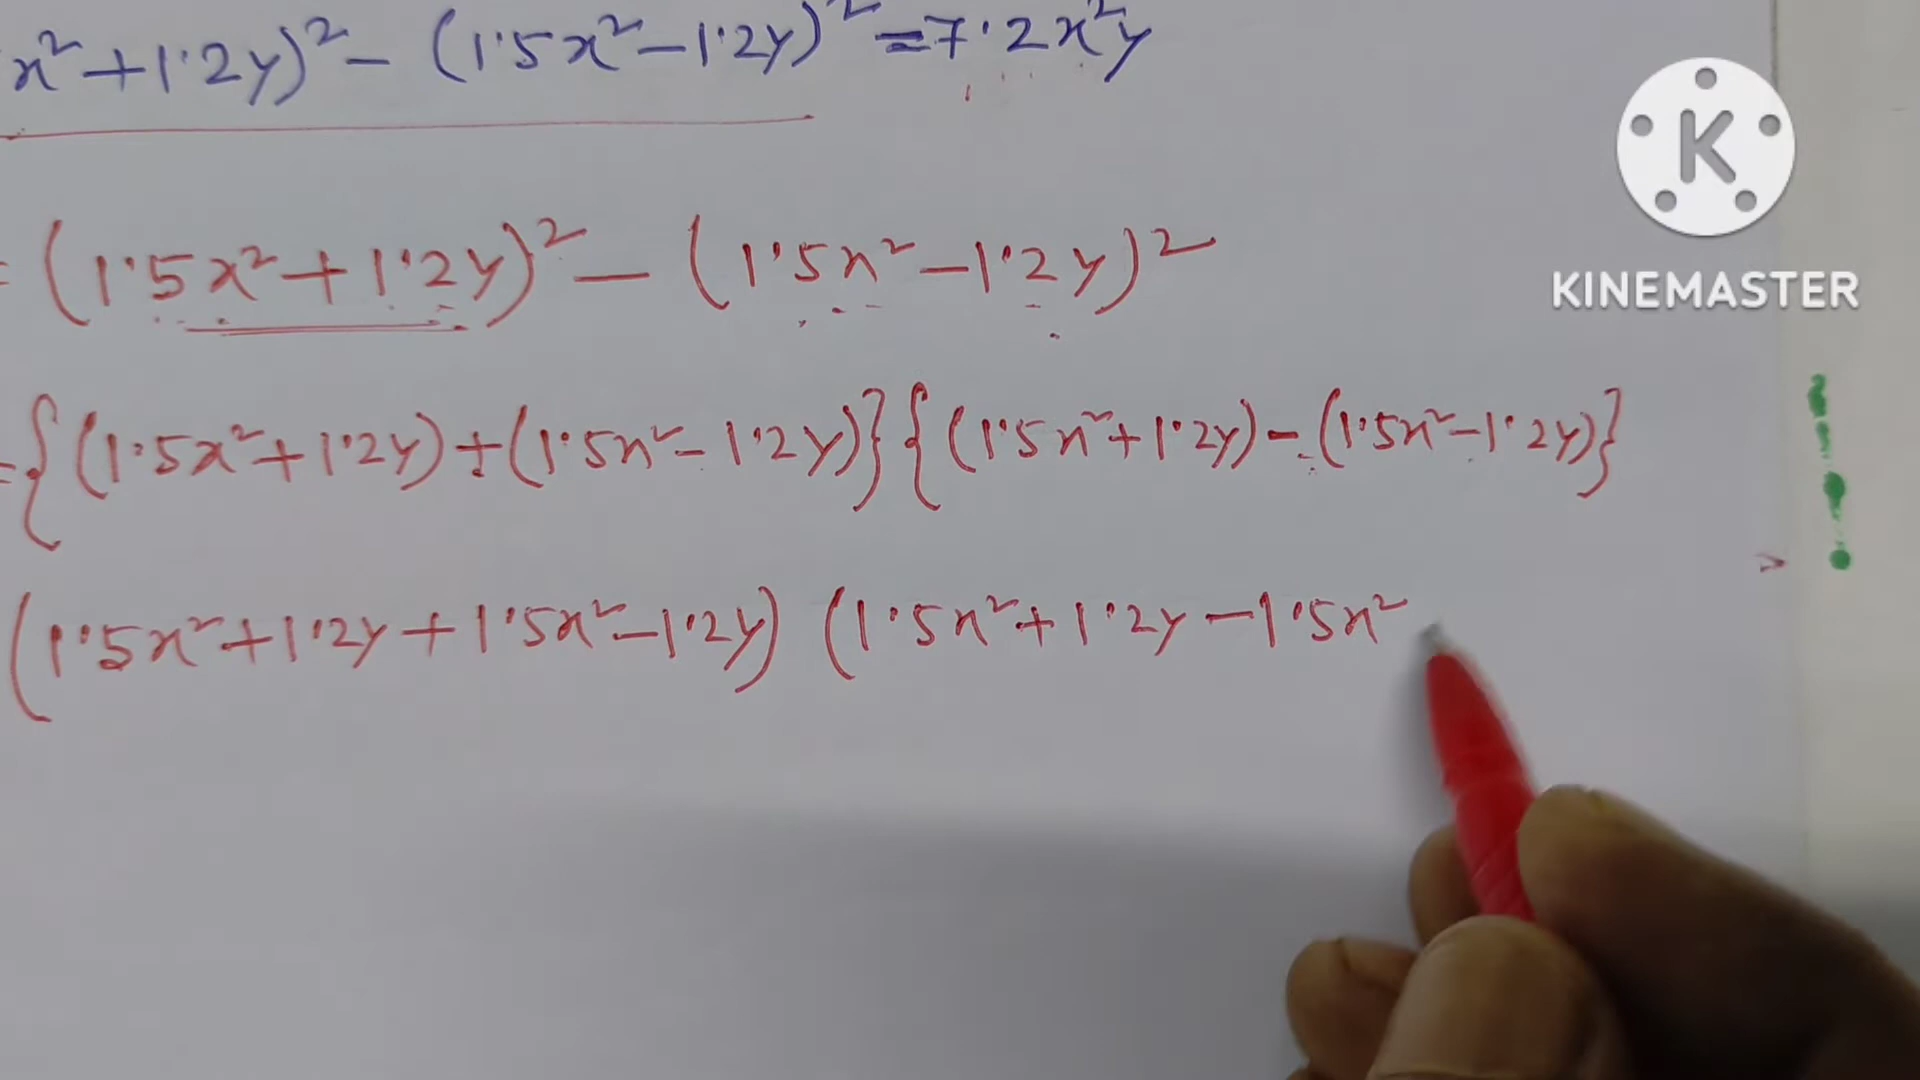 x²+1·2y)² - (1·5x²-1·2y)² =7·2x²y
= (1·5x²+1·2y)² - (1·5x²-1·2y)²
={(1·5x²+1·2y)+(1·5x²-1·2y)}{(1·5x²+1·2y)-(1·5x²-1·2y)}
(1·5x²+1·2y+1·5x²-1·2y) (1·5x²+1·2y-1·5x²
K
KINEMASTER